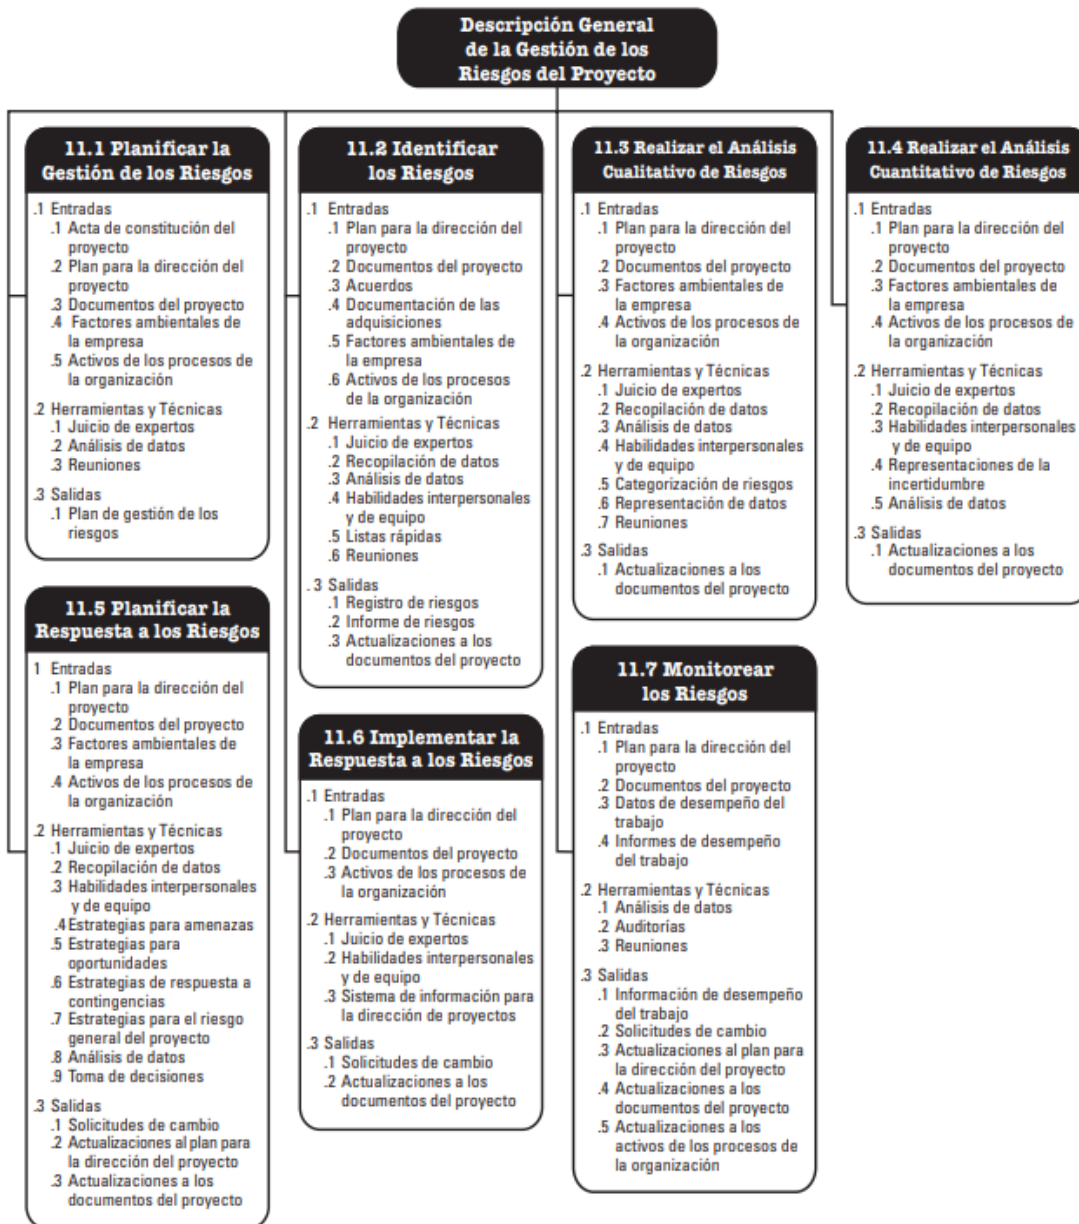 Descripción General
de la Gestión de los
Riesgos del Proyecto
11.1 Planificar la
Gestión de los Riesgos
.1 Entradas
.1 Acta de constitución del
proyecto
.2 Plan para la dirección del
proyecto
.3 Documentos del proyecto
.4 Factores ambientales de
la empresa
.5 Activos de los procesos de
la organización
.2 Herramientas y Técnicas
.1 Juicio de expertos
.2 Análisis de datos
.3 Reuniones
.3 Salidas
.1 Plan de gestión de los
riesgos
11.2 Identificar
los Riesgos
.1 Entradas
.1 Plan para la dirección del
proyecto
.2 Documentos del proyecto
.3 Acuerdos
.4 Documentación de las
adquisiciones
.5 Factores ambientales de
la empresa
.6 Activos de los procesos
de la organización
.2 Herramientas y Técnicas
.1 Juicio de expertos
.2 Recopilación de datos
.3 Análisis de datos
.4 Habilidades interpersonales
y de equipo
.5 Listas rápidas
.6 Reuniones
. 3 Salidas
.1 Registro de riesgos
.2 Informe de riesgos
.3 Actualizaciones a los
documentos del proyecto
11.3 Realizar el Análisis
Cualitativo de Riesgos
.1 Entradas
.1 Plan para la dirección del
proyecto
.2 Documentos del proyecto
.3 Factores ambientales de
la empresa
.4 Activos de los procesos de
la organización
.2 Herramientas y Técnicas
.1 Juicio de expertos
.2 Recopilación de datos
.3 Análisis de datos
.4 Habilidades interpersonales
y de equipo
.5 Categorización de riesgos
.6 Representación de datos
.7 Reuniones
.3 Salidas
.1 Actualizaciones a los
documentos del proyecto
11.4 Realizar el Análisis
Cuantitativo de Riesgos
.1 Entradas
.1 Plan para la dirección del
proyecto
.2 Documentos del proyecto
.3 Factores ambientales de
la empresa
.4 Activos de los procesos de
la organización
.2 Herramientas y Técnicas
.1 Juicio de expertos
.2 Recopilación de datos
.3 Habilidades interpersonales
y de equipo
.4 Representaciones de la
incertidumbre
.5 Análisis de datos
.3 Salidas
.1 Actualizaciones a los
documentos del proyecto
11.5 Planificar la
Respuesta a los Riesgos
1 Entradas
.1 Plan para la dirección del
proyecto
.2 Documentos del proyecto
.3 Factores ambientales de
la empresa
.4 Activos de los procesos de
la organización
.2 Herramientas y Técnicas
.1 Juicio de expertos
.2 Recopilación de datos
.3 Habilidades interpersonales
y de equipo
.4 Estrategias para amenazas
.5 Estrategias para
oportunidades
.6 Estrategias de respuesta a
contingencias
.7 Estrategias para el riesgo
general del proyecto
.8 Análisis de datos
.9 Toma de decisiones
.3 Salidas
.1 Solicitudes de cambio
.2 Actualizaciones al plan para
la dirección del proyecto
.3 Actualizaciones a los
documentos del proyecto
11.6 Implementar la
Respuesta a los Riesgos
.1 Entradas
.1 Plan para la dirección del
proyecto
.2 Documentos del proyecto
.3 Activos de los procesos de
la organización
.2 Herramientas y Técnicas
.1 Juicio de expertos
.2 Habilidades interpersonales
y de equipo
.3 Sistema de información para
la dirección de proyectos
.3 Salidas
.1 Solicitudes de cambio
.2 Actualizaciones a los
documentos del proyecto
11.7 Monitorear
los Riesgos
.1 Entradas
.1 Plan para la dirección del
proyecto
.2 Documentos del proyecto
.3 Datos de desempeño del
trabajo
.4 Informes de desempeño
del trabajo
.2 Herramientas y Técnicas
.1 Análisis de datos
.2 Auditorías
.3 Reuniones
.3 Salidas
.1 Información de desempeño
del trabajo
.2 Solicitudes de cambio
.3 Actualizaciones al plan para
la dirección del proyecto
.4 Actualizaciones a los
documentos del proyecto
.5 Actualizaciones a los
activos de los procesos de
la organización